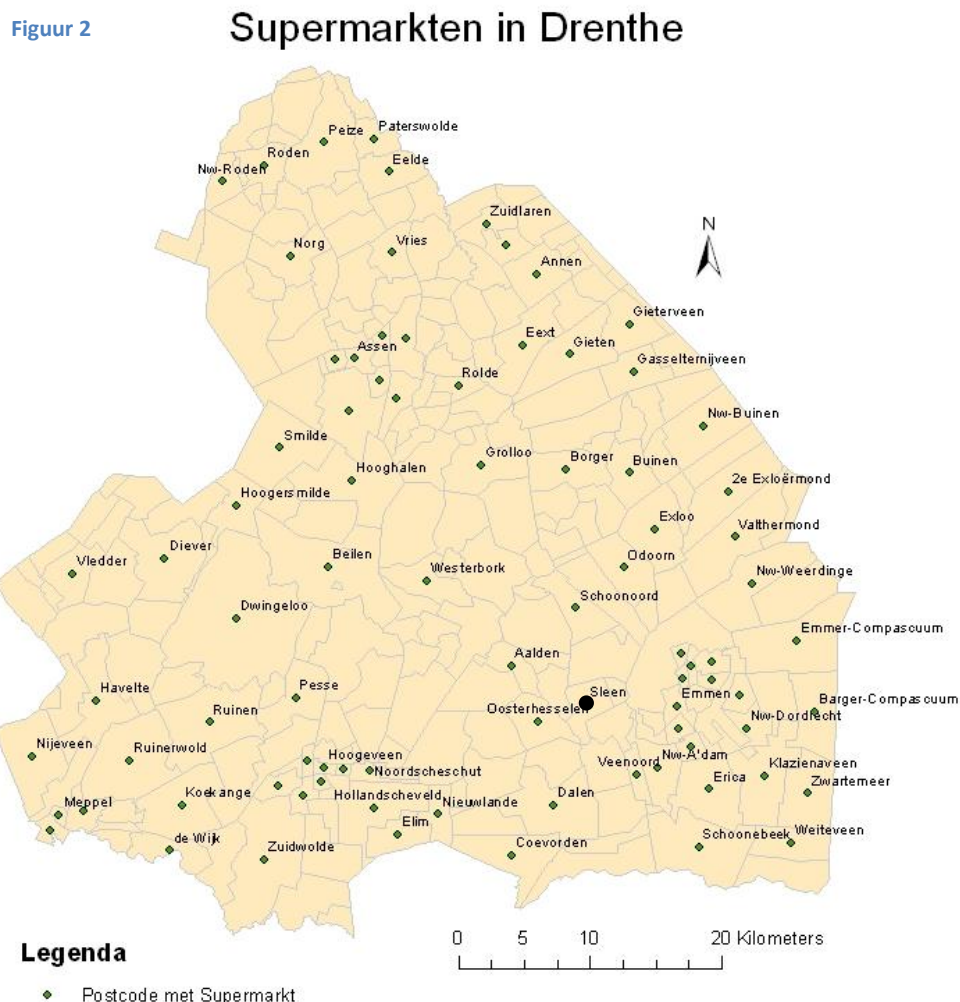 Figuur 2
Supermarkten in Drenthe
Peize
Paterswolde
Roden
Eelde
Nw-Roden
Zuidlaren
N
Norg
Vries
Annen
Gieterveen
Eext
Gieten
Assen
Gasselternijveen
Rolde
Nw-Buinen
Smilde
Grolloo
Borger
Buinen
Hooghalen
2e Exloërmond
Hoogersmilde
Exloo
Valthermond
Diever
Beilen
Odoorn
Vledder
Westerbork
Nw-Weerdinge
Schoonoord
Dwingeloo
Emmer-Compascuum
Aalden
Havelte
Pesse
Sleen
Emmen
Barger-Compascuum
Ruinen
Oosterhesselen
Nw-Dordrecht
Nijeveen
Ruinerwold
Hoogeveen
Nw-A'dam
Veenoord
Klazienaveen
Noordscheschut
Erica
Zwartemeer
Meppel
Koekange
Hollandscheveld
Nieuwlande
Dalen
Elim
de Wijk
Zuidwolde
Coevorden
Schoonebeek
Weiteveen
0 5 10 20 Kilometers
Legenda
Postcode met Supermarkt